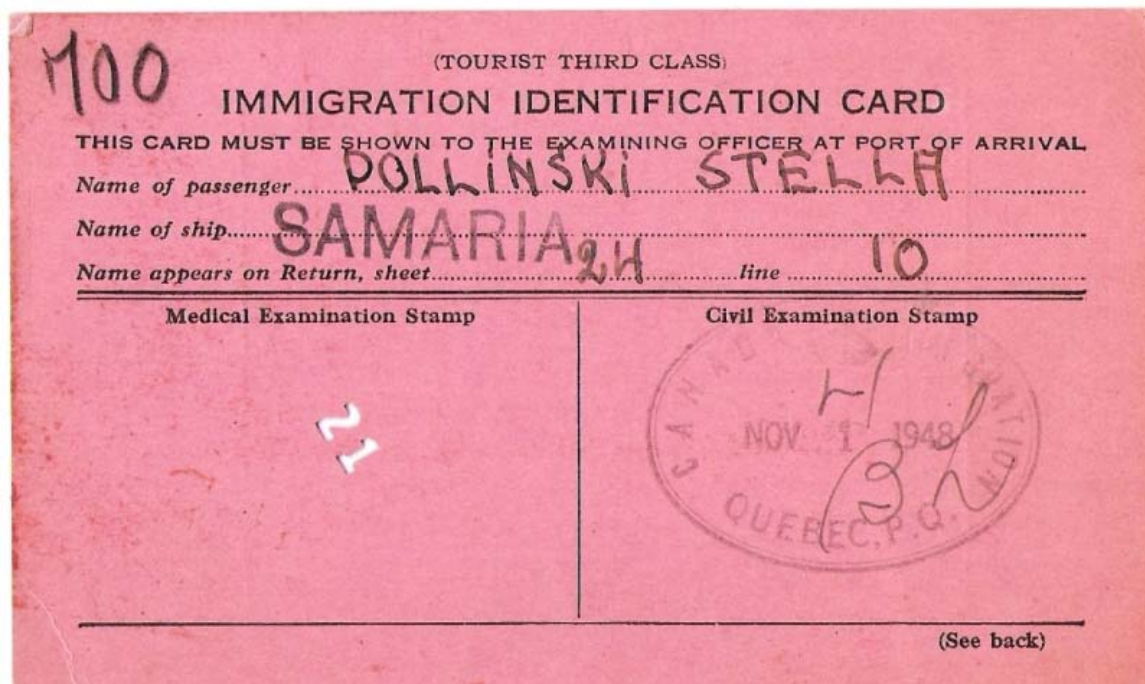 700
(TOURIST THIRD CLASS)
IMMIGRATION IDENTIFICATION CARD
THIS CARD MUST BE SHOWN TO THE EXAMINING OFFICER AT PORT OF ARRIVAL
Name of passenger POLLINSKI STELLA
Name of ship SAMARIA
Name appears on Return, sheet 24 line 10
Medical Examination Stamp
Civil Examination Stamp
21
CANADIAN IMMIGRATION
NOV 1 1948
QUEBEC, P.Q.
(See back)